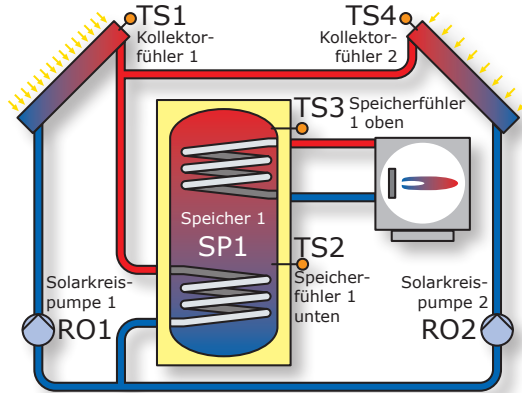 TS1
Kollektor-
fühler 1
TS4
Kollektor-
fühler 2
TS3 Speicherfühler
1 oben
Speicher 1
SP1
TS2
Speicher-
fühler 1
unten
Solarkreis-
pumpe 1
RO1
Solarkreis-
pumpe 2
RO2